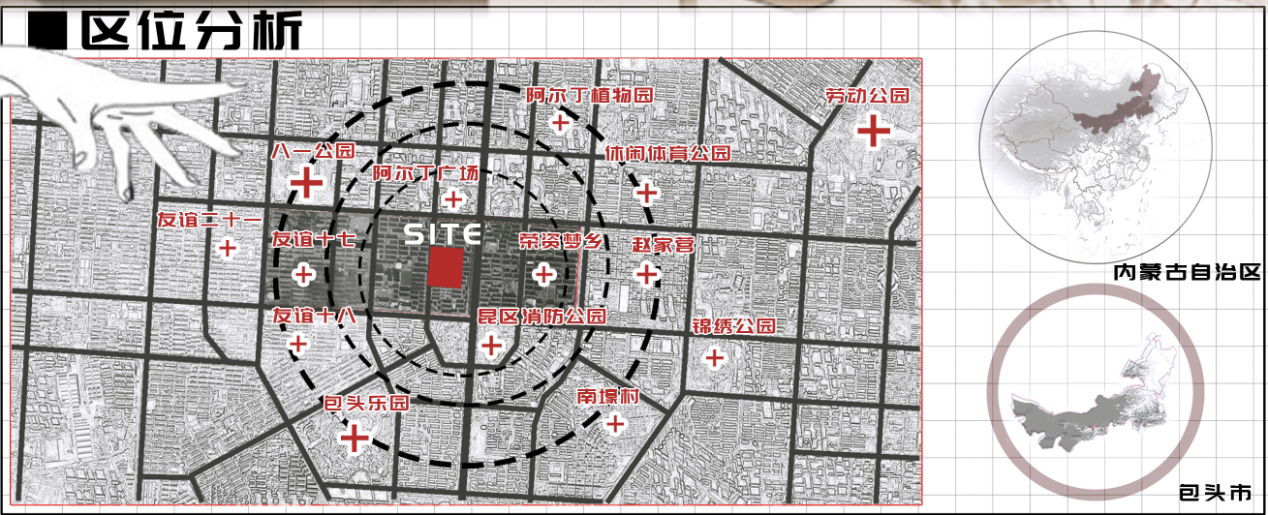 ■区位分析
阿尔丁植物园
劳动公园
八一公园
休闲体育公园
阿尔丁广场
友谊二十一
友谊十七
SITE
荣资梦乡
赵家营
友谊十八
昆区消防公园
锦绣公园
包头乐园
南壕村
内蒙古自治区
包头市